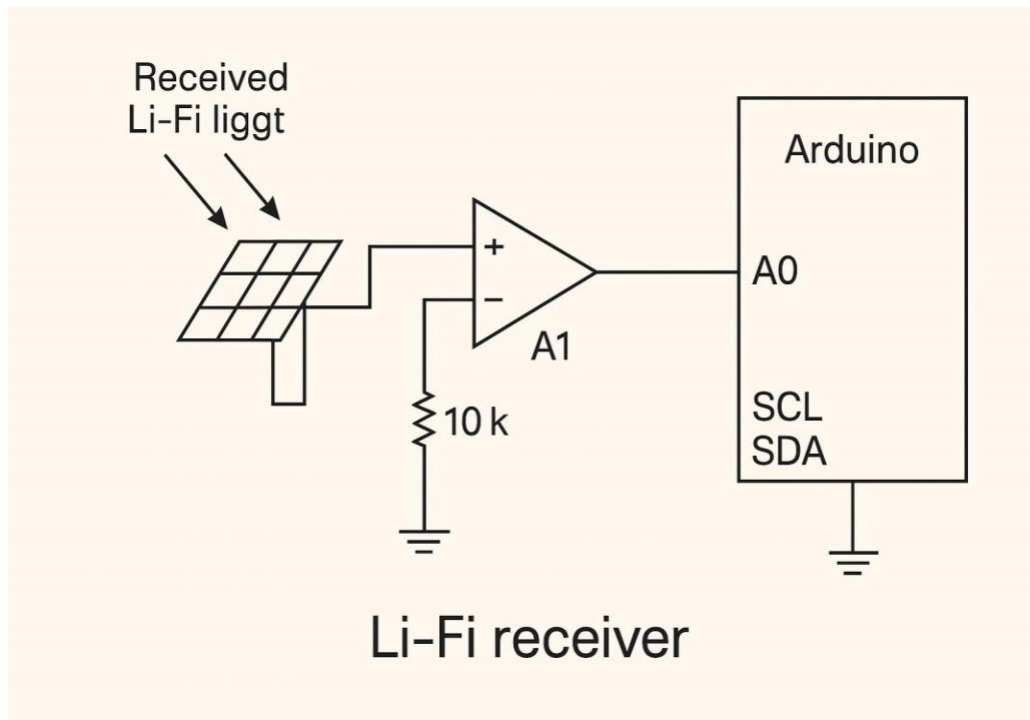 Received
Li-Fi liggt
Arduino
+
A0
−
A1
10 k
SCL
SDA
Li-Fi receiver